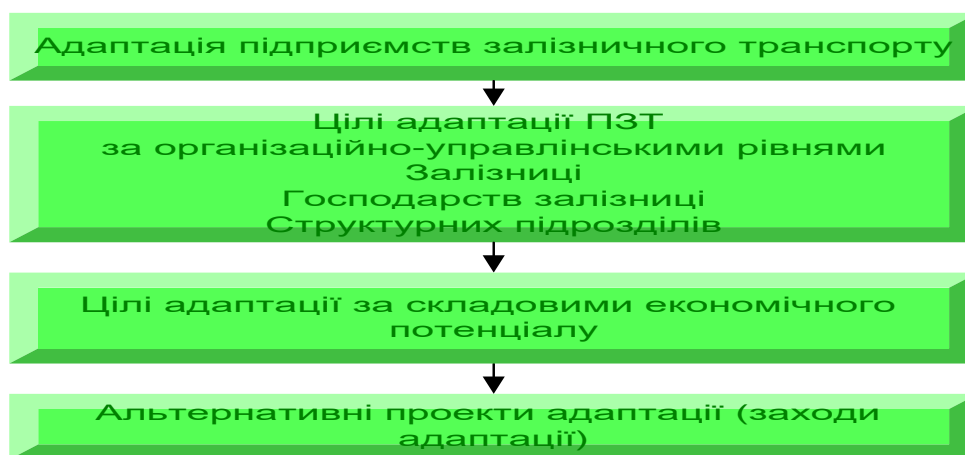 Адаптація підприємств залізничного транспорту
Цілі адаптації ПЗТ
за організаційно-управлінськими рівнями
Залізниці
Господарств залізниці
Структурних підрозділів
Цілі адаптації за складовими економічного
потенціалу
Альтернативні проекти адаптації (заходи
адаптації)